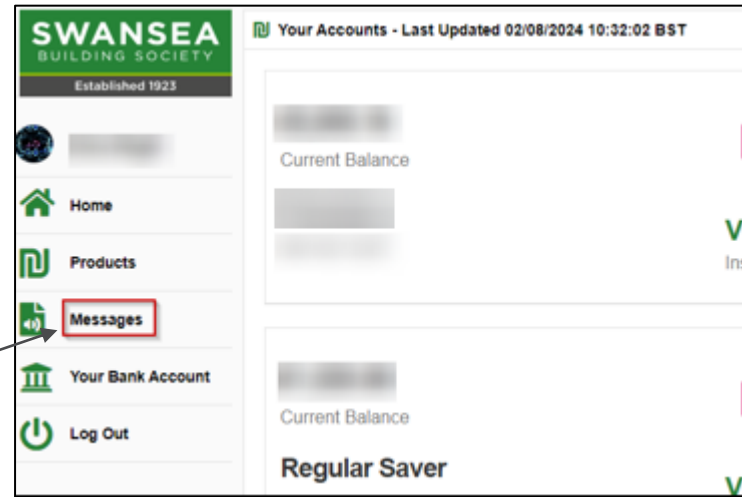 SWANSEA
BUILDING SOCIETY
Established 1923
Home
Products
Messages
Your Bank Account
Log Out
Your Accounts - Last Updated 02/08/2024 10:32:02 BST
Current Balance
Current Balance
Regular Saver